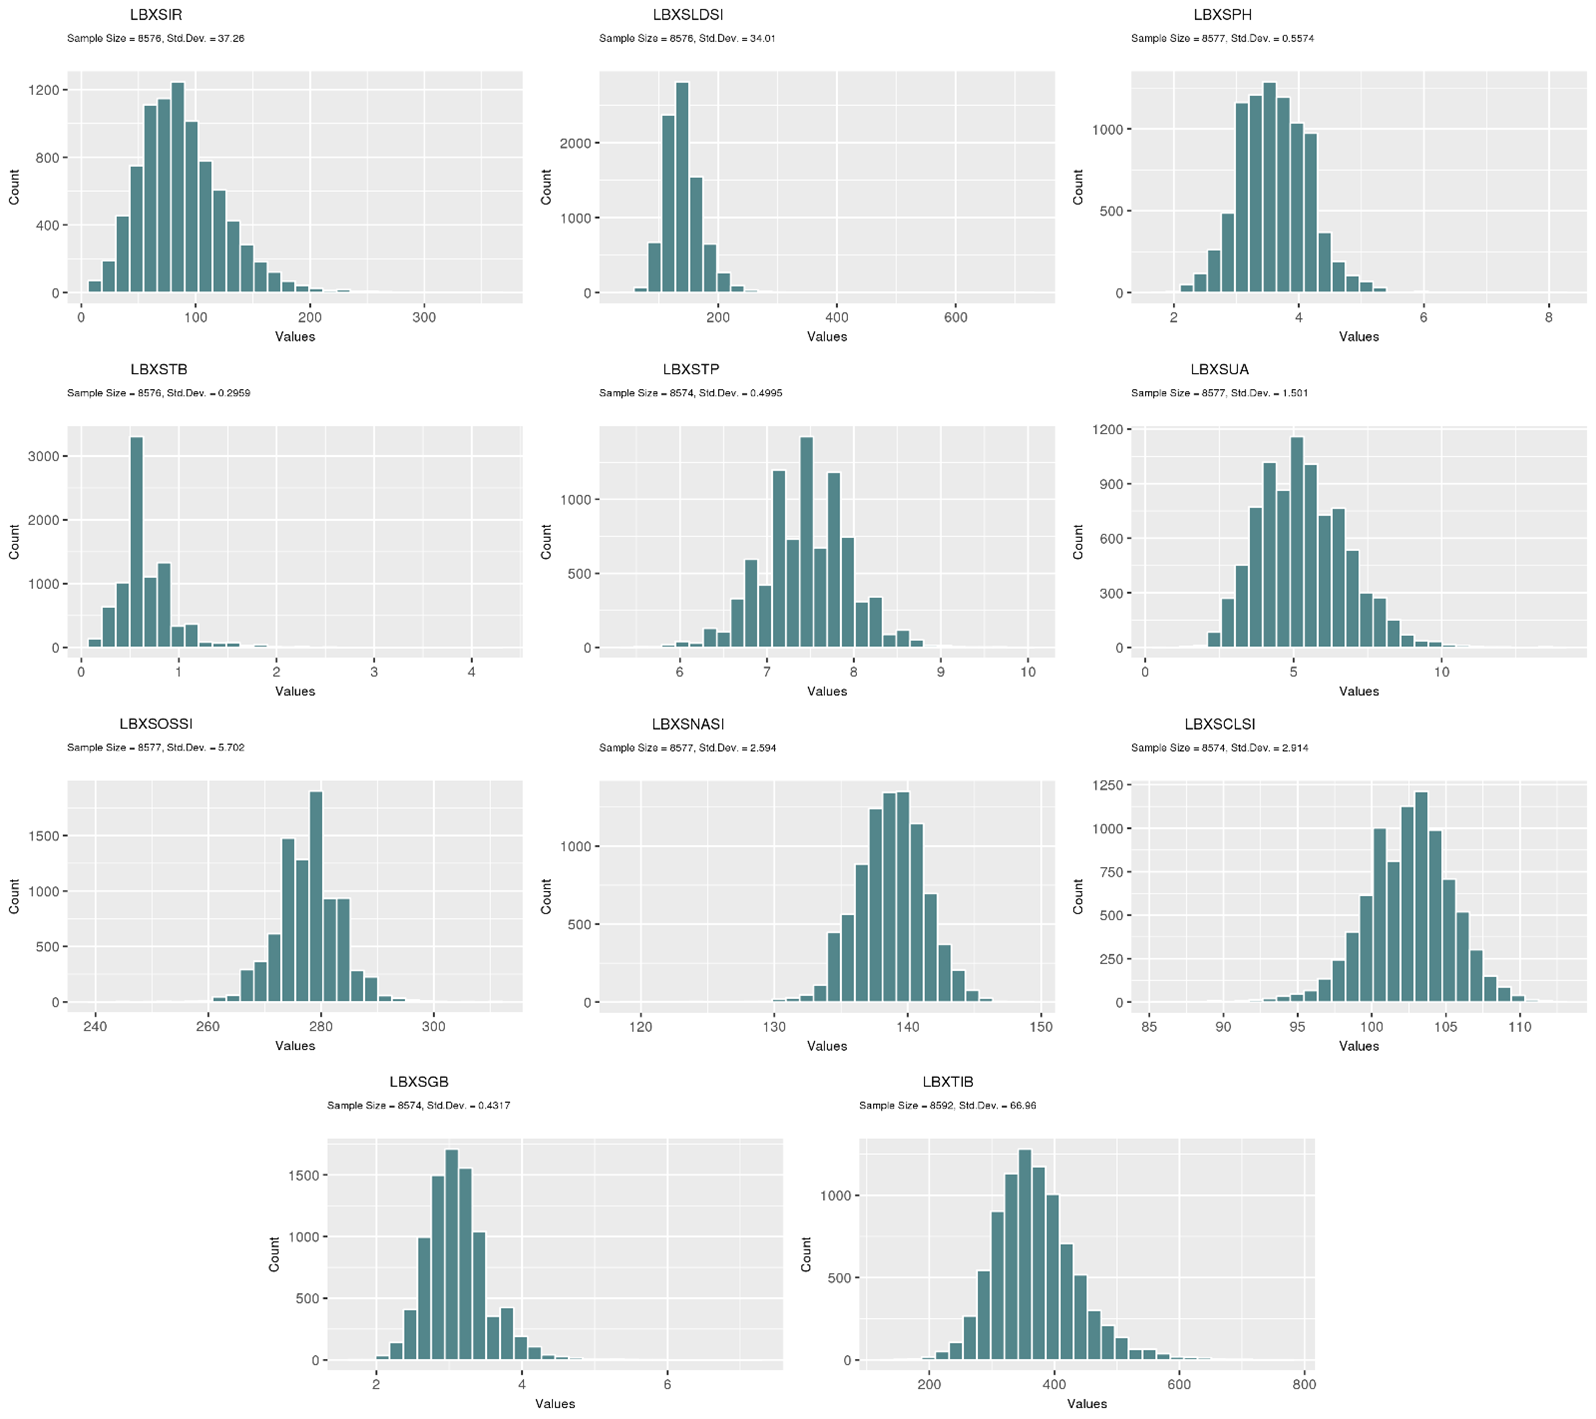 LBXSIR
Sample Size = 8576, Std.Dev. = 37.26
1200
800
400
0
0 100 200 300
Values
Count
LBXSLDSI
Sample Size = 8576, Std.Dev. = 34.01
2000
1000
0
200 400 600
Values
Count
LBXSPH
Sample Size = 8577, Std.Dev. = 0.5574
1000
500
0
2 4 6 8
Values
Count
LBXSTB
Sample Size = 8576, Std.Dev. = 0.2959
3000
2000
1000
0
0 1 2 3 4
Values
Count
LBXSTP
Sample Size = 8574, Std.Dev. = 0.4995
1000
500
0
6 7 8 9 10
Values
Count
LBXSUA
Sample Size = 8577, Std.Dev. = 1.501
1200
900
600
300
0
0 5 10
Values
Count
LBXSOSSI
Sample Size = 8577, Std.Dev. = 5.702
1500
1000
500
0
240 260 280 300
Values
Count
LBXSNASI
Sample Size = 8577, Std.Dev. = 2.594
1000
500
0
120 130 140 150
Values
Count
LBXSCLSI
Sample Size = 8574, Std.Dev. = 2.914
1250
1000
750
500
250
0
85 90 95 100 105 110
Values
Count
LBXSGB
Sample Size = 8574, Std.Dev. = 0.4317
1500
1000
500
0
2 4 6
Values
Count
LBXTIB
Sample Size = 8592, Std.Dev. = 66.96
1000
500
0
200 400 600 800
Values
Count